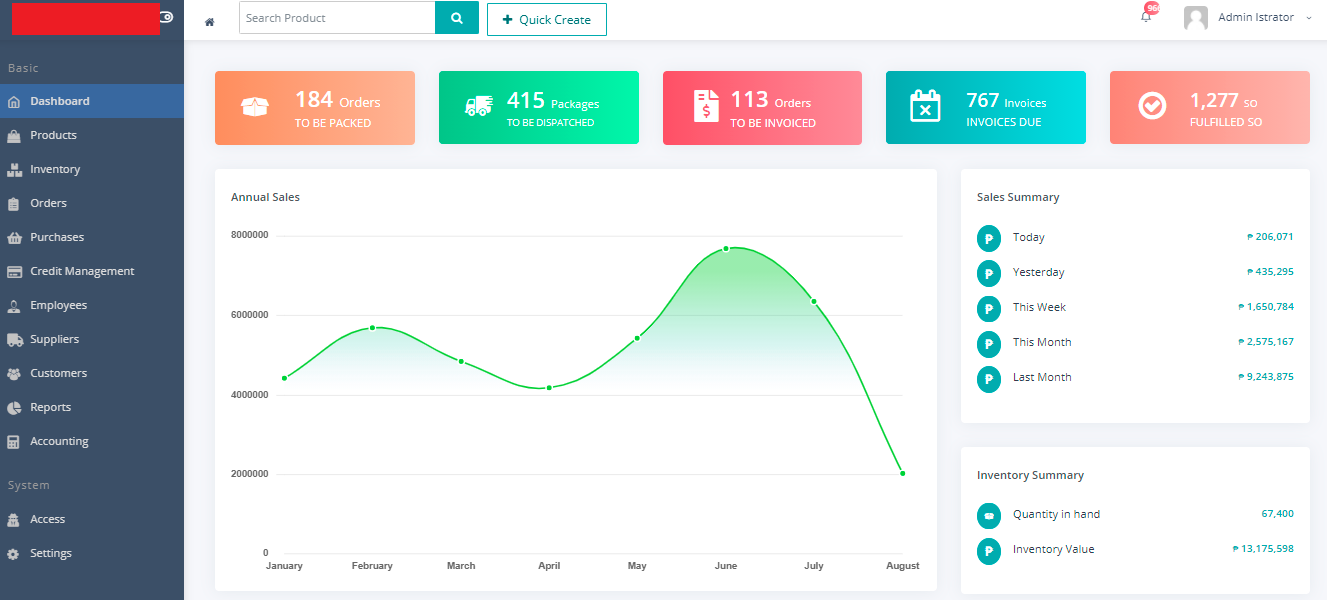 Search Product
Quick Create
966
Admin Istrator
Basic
Dashboard
Products
Inventory
Orders
Purchases
Credit Management
Employees
Suppliers
Customers
Reports
Accounting
System
Access
Settings
184 Orders
TO BE PACKED
415 Packages
TO BE DISPATCHED
113 Orders
TO BE INVOICED
767 Invoices
INVOICES DUE
1,277 SO
FULFILLED SO
Annual Sales
8000000
6000000
4000000
2000000
0
January February March April May June July August
Sales Summary
Today ₱ 206,071
Yesterday ₱ 435,295
This Week ₱ 1,650,784
This Month ₱ 2,575,167
Last Month ₱ 9,243,875
Inventory Summary
Quantity in hand 67,400
Inventory Value ₱ 13,175,598